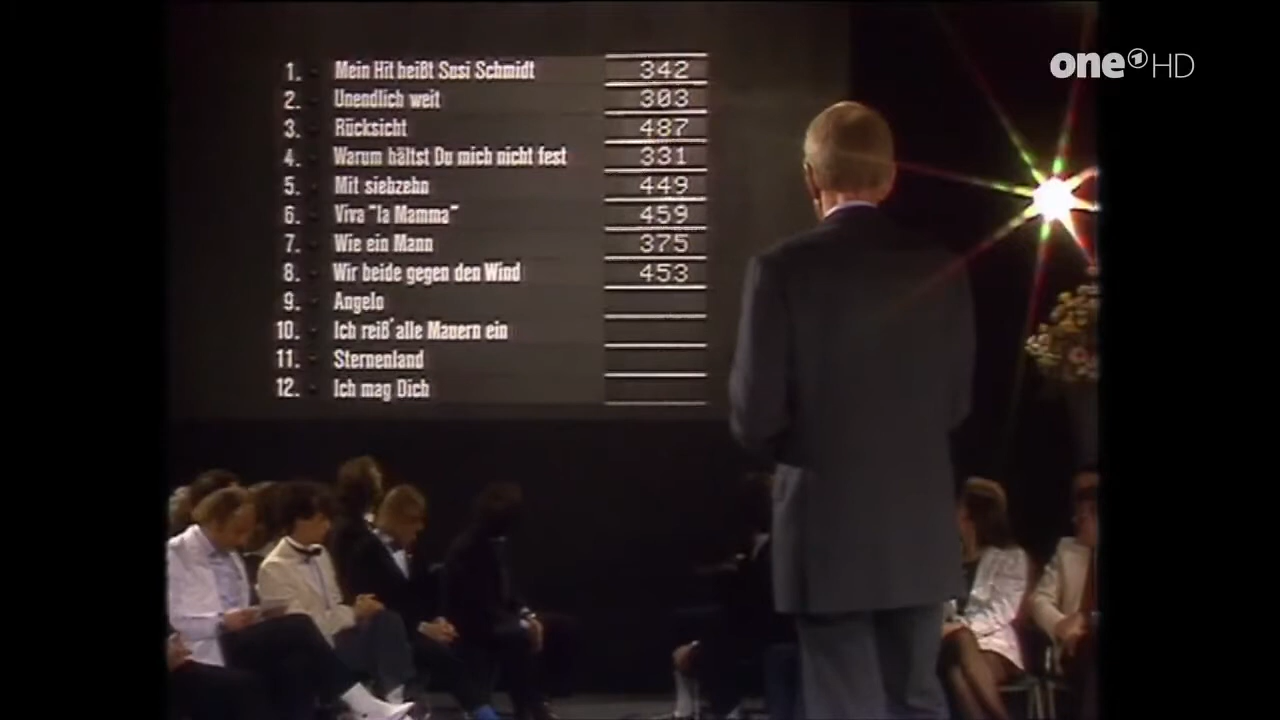 one HD
1. - Mein Hit heißt Susi Schmidt 342
2. - Unendlich weit 303
3. - Rücksicht 487
4. - Warum hältst Du mich nicht fest 331
5. - Mit siebzehn 449
6. - Viva "la Mamma" 459
7. - Wie ein Mann 375
8. - Wir beide gegen den Wind 453
9. - Angelo
10. - Ich reiß' alle Mauern ein
11. - Sternenland
12. - Ich mag Dich